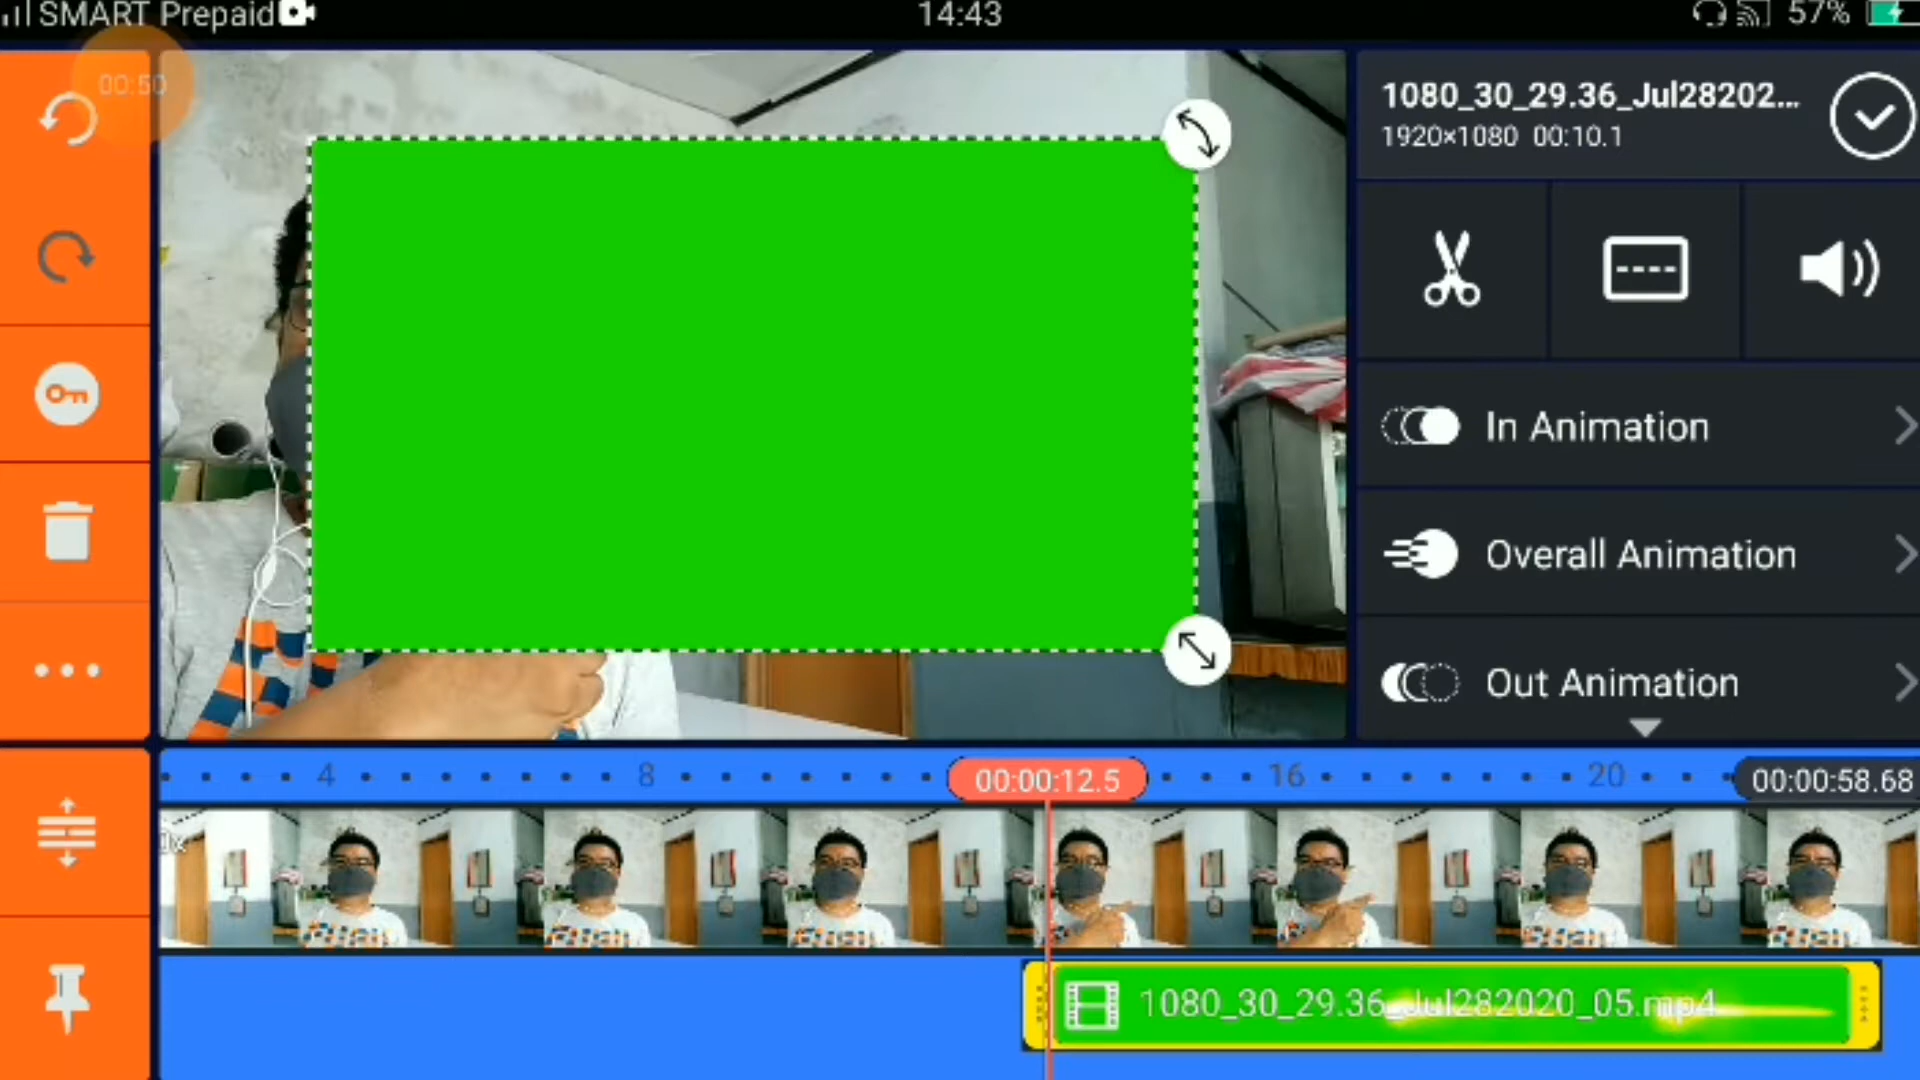 SMART Prepaid
14:43
57%
00:50
1080_30_29.36_Jul28202...
1920×1080 00:10.1
In Animation
Overall Animation
Out Animation
4
8
00:00:12.5
16
20
00:00:58.68
1080_30_29.36_Jul282020_05.mp4